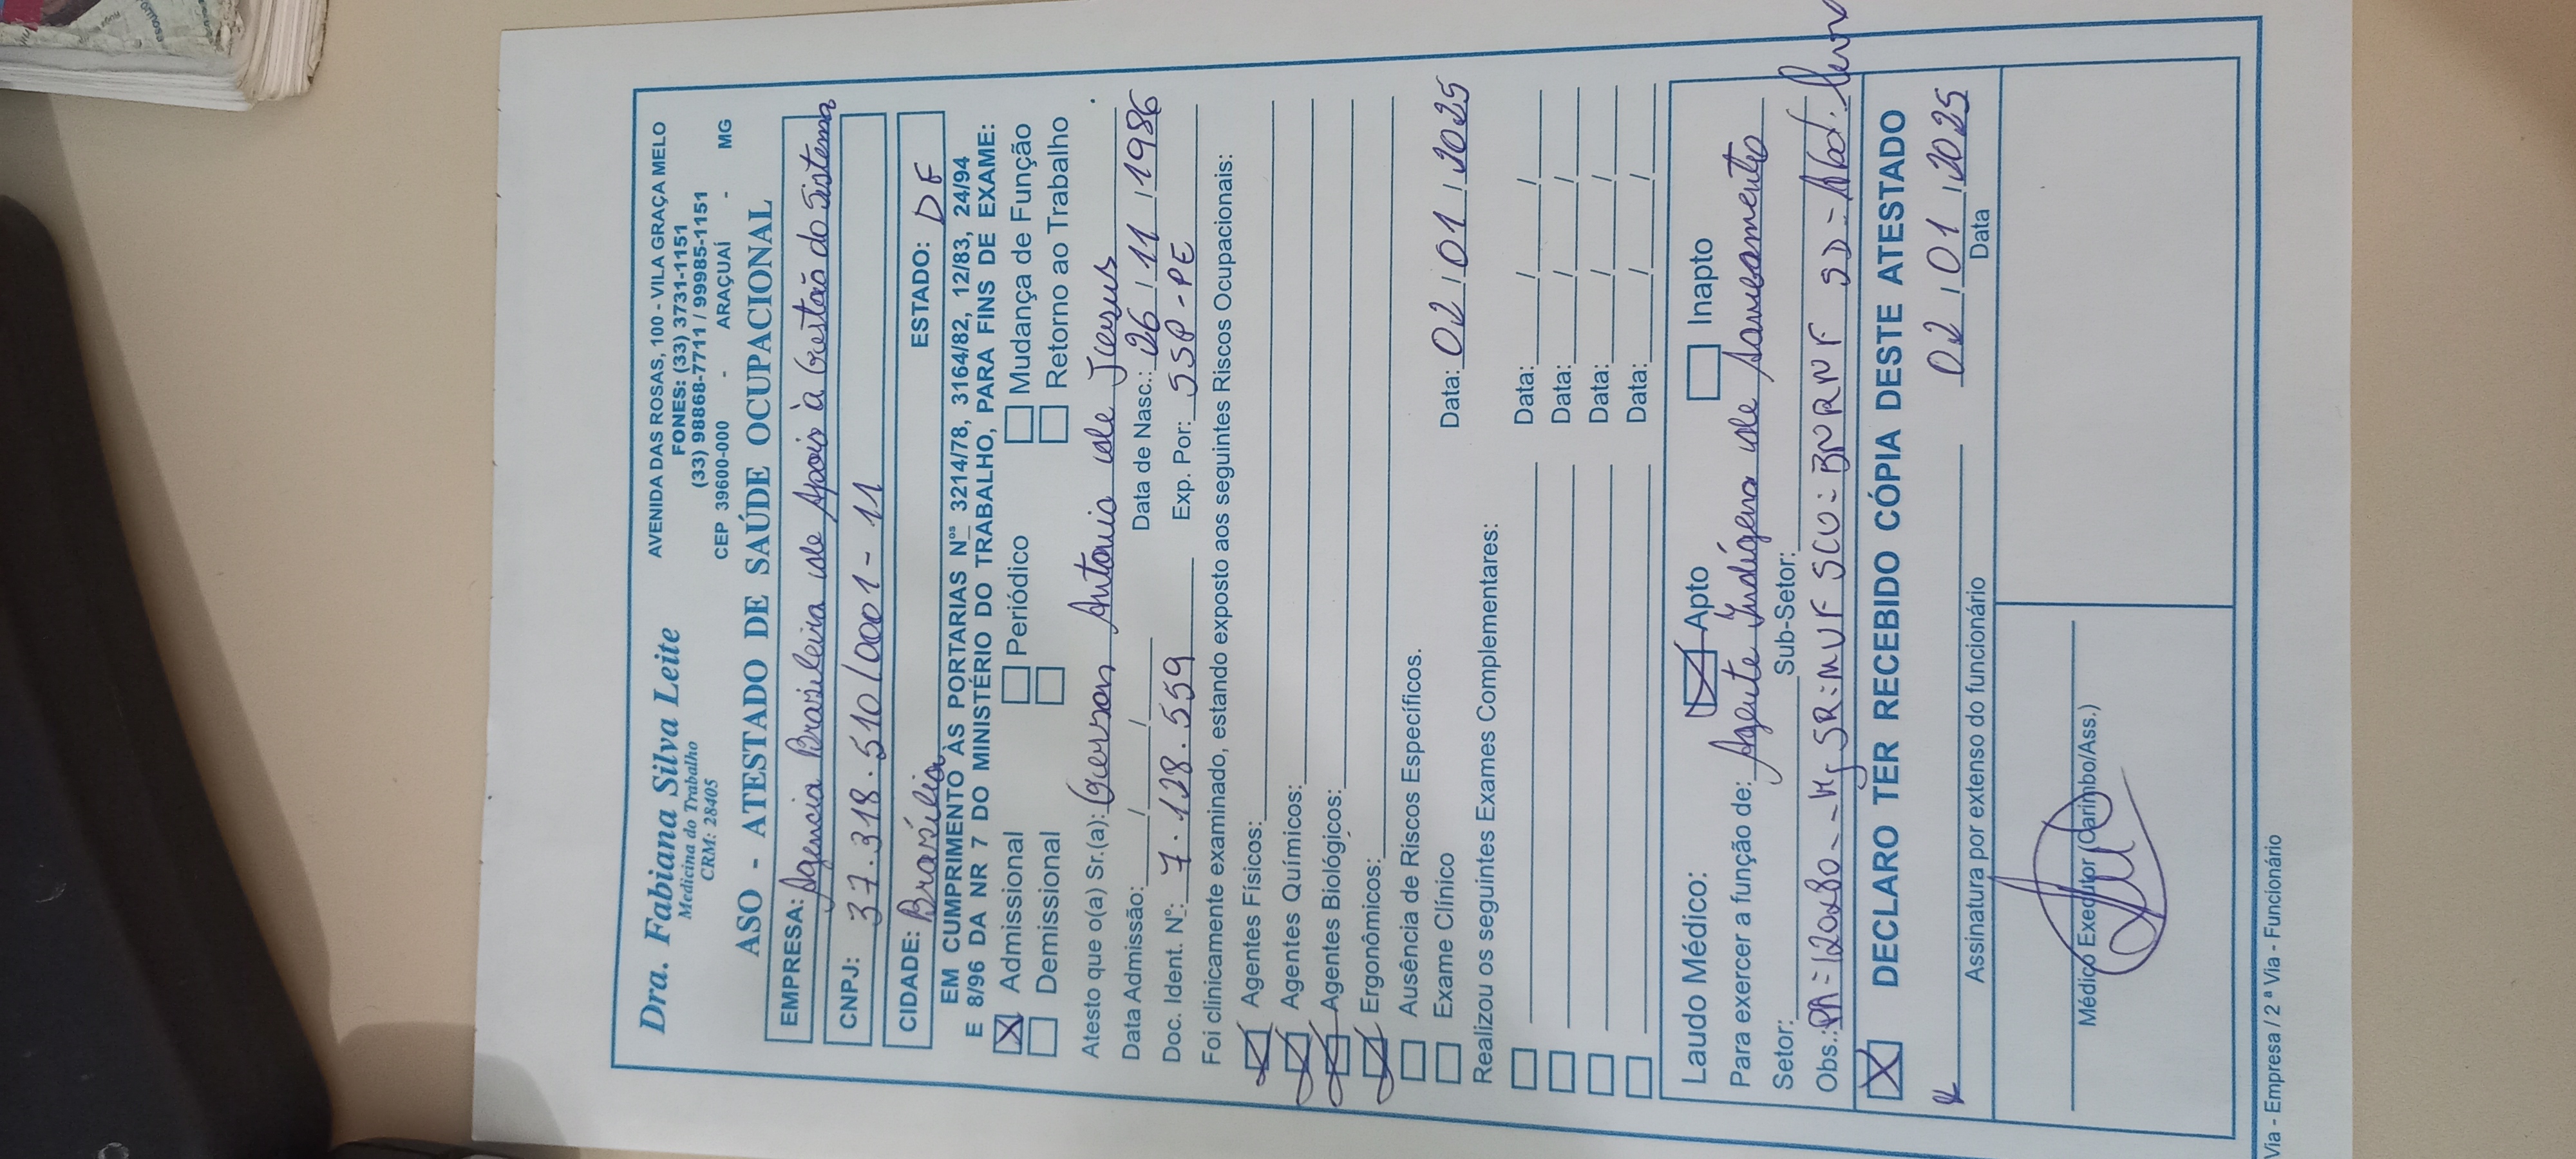 Dra. Fabiana Silva Leite
Medicina do Trabalho
CRM: 28405
AVENIDA DAS ROSAS, 100 - VILA GRAÇA MELO
FONES: (33) 3731-1151
(33) 98868-7711 / 99985-1151
CEP 39600-000 - ARAÇUAÍ - MG
ASO - ATESTADO DE SAÚDE OCUPACIONAL
EMPRESA: Agencia Brasileira de Apoio à Gestão do Sistema
CNPJ: 37.318.510/0001-11
CIDADE: Brasília ESTADO: DF
EM CUMPRIMENTO ÀS PORTARIAS Nºs 3214/78, 3164/82, 12/83, 24/94
E 8/96 DA NR 7 DO MINISTÉRIO DO TRABALHO, PARA FINS DE EXAME:
X Admissional Periódico Mudança de Função
Demissional Retorno ao Trabalho
Atesto que o(a) Sr.(a): Gerson Antonio de Jesus
Data Admissão: / / Data de Nasc.: 26/11/1986
Doc. Ident. Nº: 7.128.559 Exp. Por: SSP-PE
Foi clinicamente examinado, estando exposto aos seguintes Riscos Ocupacionais:
Agentes Físicos:
Agentes Químicos:
Agentes Biológicos:
Ergonômicos:
Ausência de Riscos Específicos.
Exame Clínico Data: 02/01/2025
Realizou os seguintes Exames Complementares:
Data: / /
Data: / /
Data: / /
Data: / /
Laudo Médico: Apto Inapto
Para exercer a função de: Agente Indígena de Saneamento
Setor: Sub-Setor:
Obs.: PA=120x80 Hg SR: MVF SCV= BNRNF SD= Abd.
X DECLARO TER RECEBIDO CÓPIA DESTE ATESTADO
x 02/01/2025
Assinatura por extenso do funcionário Data
Médico Executor (Carimbo/Ass.)
Via - Empresa / 2ª Via - Funcionário